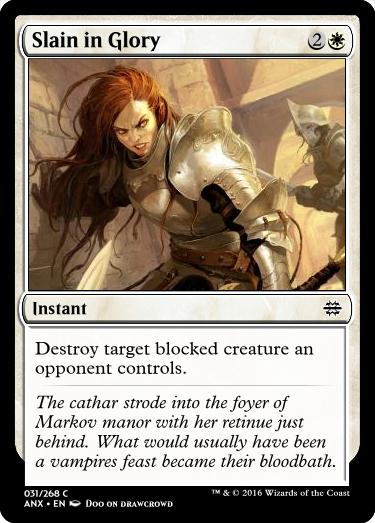 Slain in Glory 2
Instant
Destroy target blocked creature an
opponent controls.
The cathar strode into the foyer of
Markov manor with her retinue just
behind. What would usually have been
a vampires feast became their bloodbath.
031/268 C
ANX • EN Doo on drawcrowd
™ & © 2016 Wizards of the Coast